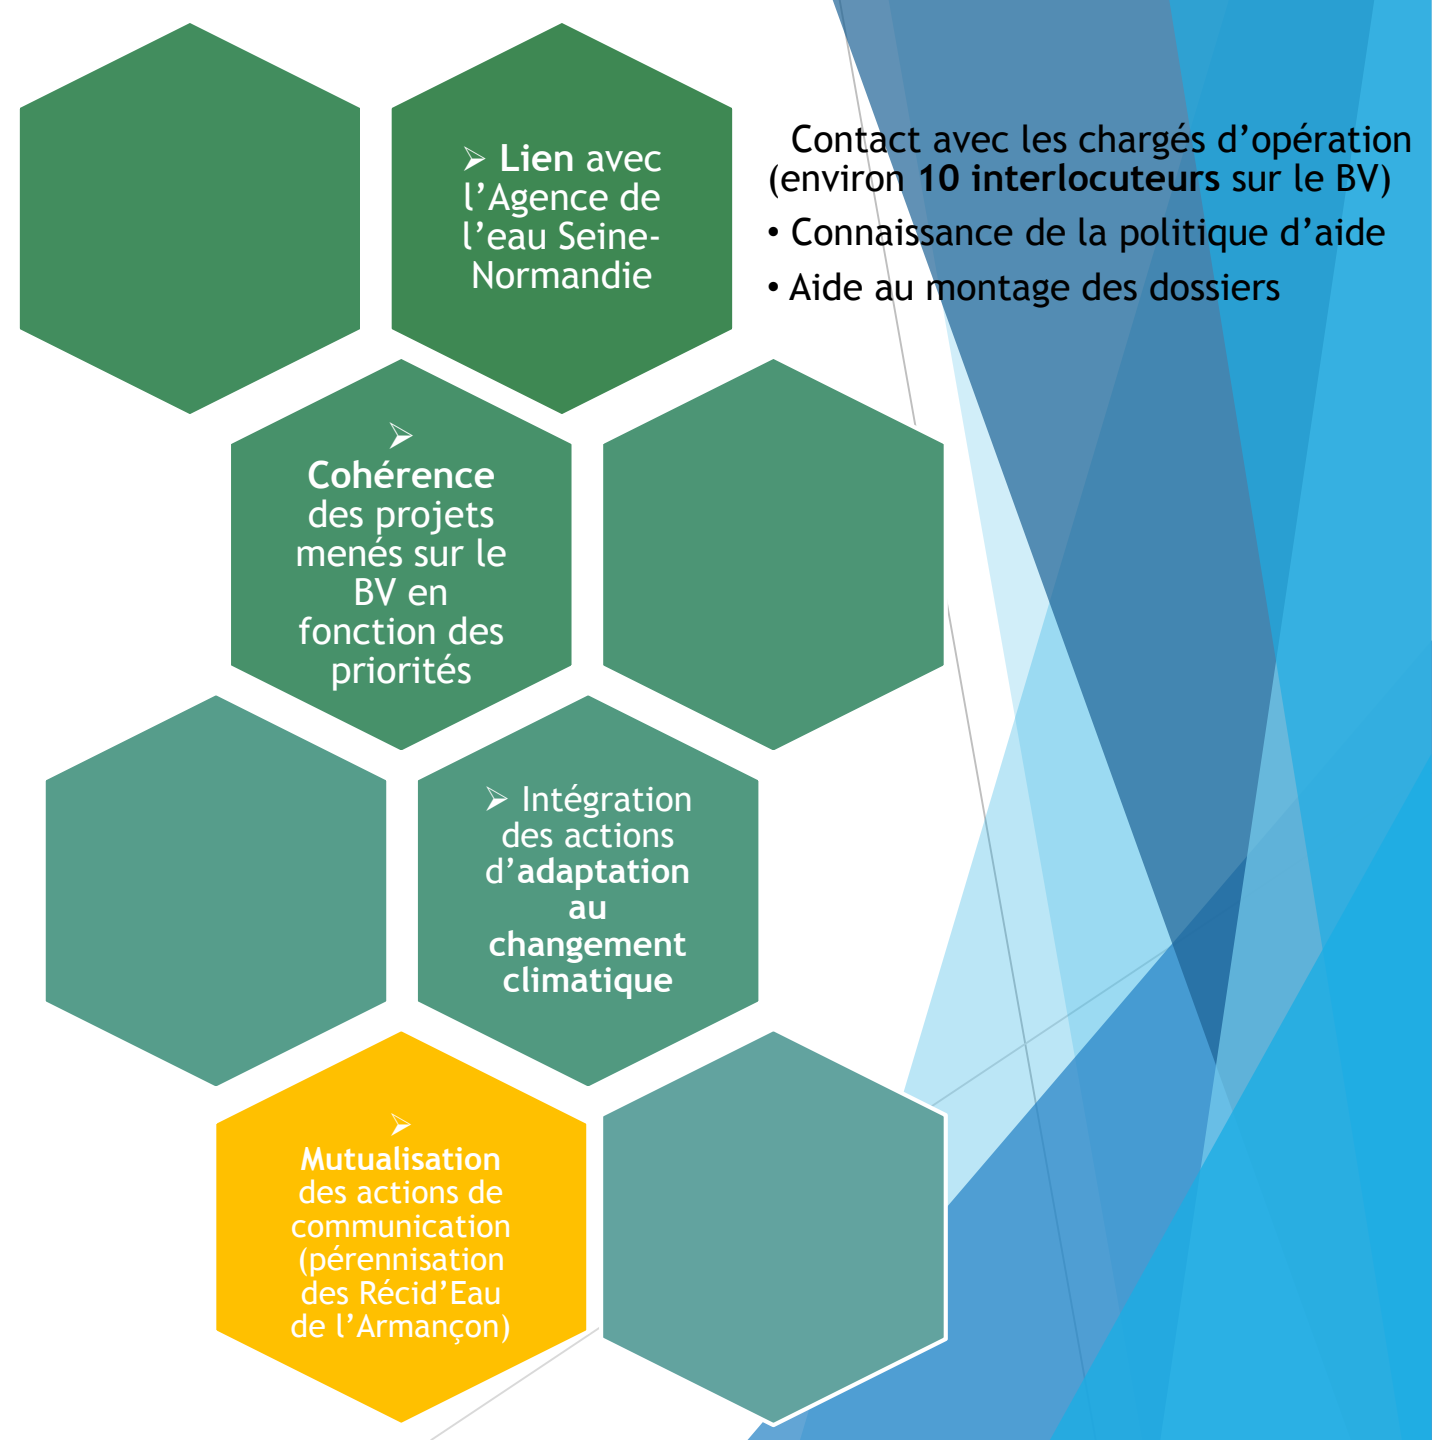 ➢ Lien avec
l’Agence de
l’eau Seine-
Normandie
Contact avec les chargés d’opération
(environ 10 interlocuteurs sur le BV)
• Connaissance de la politique d’aide
• Aide au montage des dossiers
➢
Cohérence
des projets
menés sur le
BV en
fonction des
priorités
➢ Intégration
des actions
d’adaptation
au
changement
climatique
➢
Mutualisation
des actions de
communication
(pérennisation
des Récid’Eau
de l’Armançon)